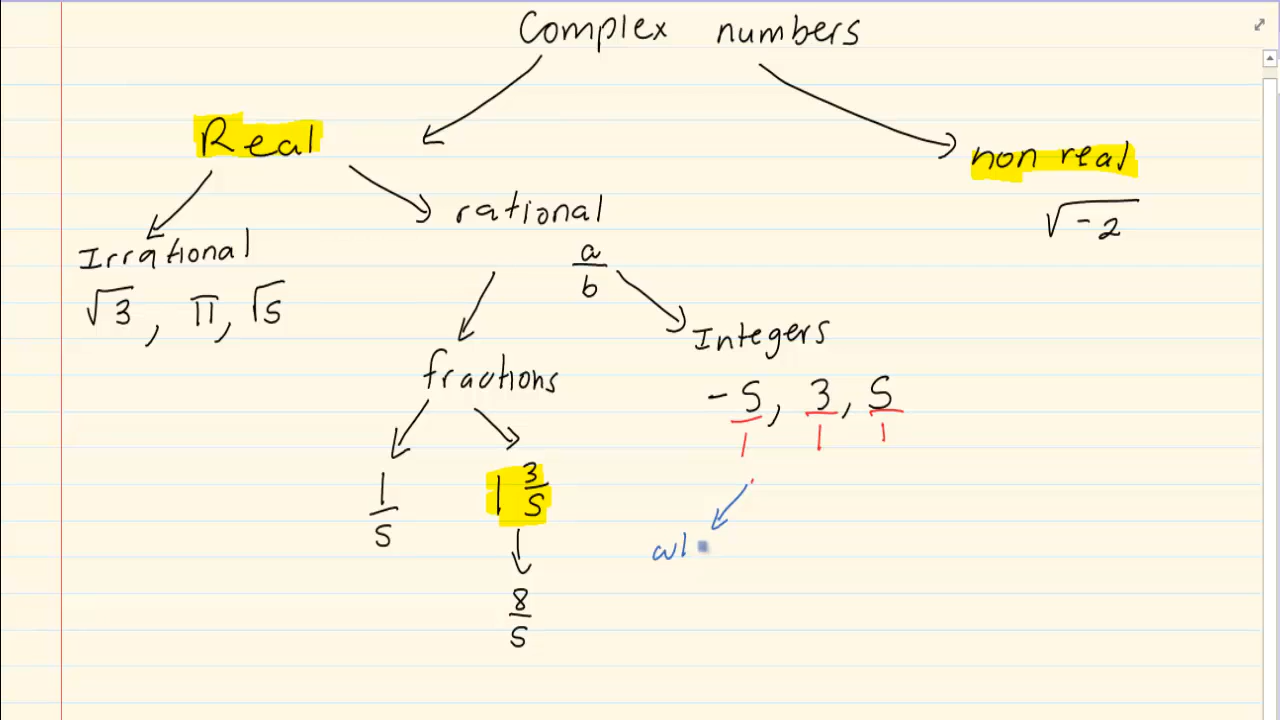 Complex numbers
Real
non real
rational
√-2
Irrational
a/b
√3, π, √5
Integers
fractions
-5, 3, 5
1 1 1
1/5 1 3/5
wh
8/5